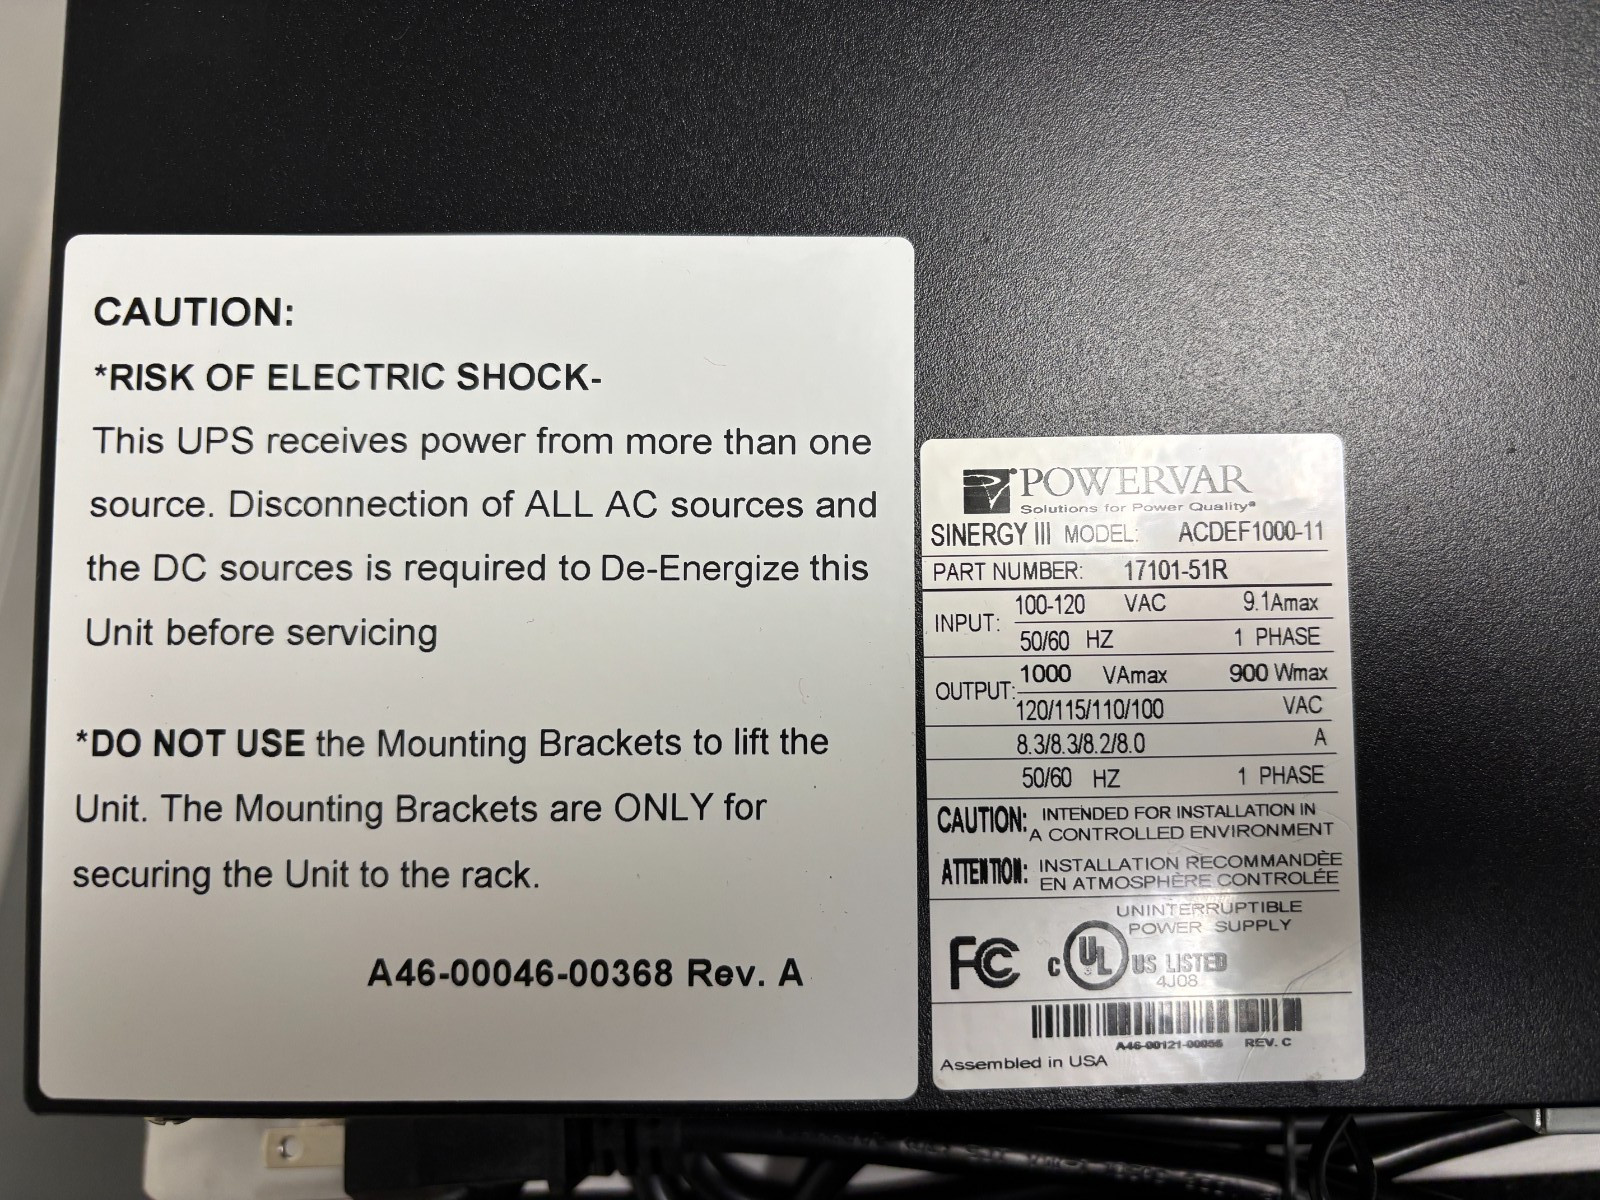 CAUTION:
*RISK OF ELECTRIC SHOCK-
This UPS receives power from more than one
source. Disconnection of ALL AC sources and
the DC sources is required to De-Energize this
Unit before servicing
*DO NOT USE the Mounting Brackets to lift the
Unit. The Mounting Brackets are ONLY for
securing the Unit to the rack.
A46-00046-00368 Rev. A
POWERVAR
Solutions for Power Quality®
SINERGY III MODEL: ACDEF1000-11
PART NUMBER: 17101-51R
INPUT: 100-120 VAC 9.1Amax
50/60 HZ 1 PHASE
OUTPUT: 1000 VAmax 900 Wmax
120/115/110/100 VAC
8.3/8.3/8.2/8.0 A
50/60 HZ 1 PHASE
CAUTION: INTENDED FOR INSTALLATION IN
A CONTROLLED ENVIRONMENT
ATTENTION: INSTALLATION RECOMMANDÈE
EN ATMOSPHÈRE CONTROLÉE
UNINTERRUPTIBLE
POWER SUPPLY
FC c UL US LISTED
4J08
A46-00121-00055 REV. C
Assembled in USA